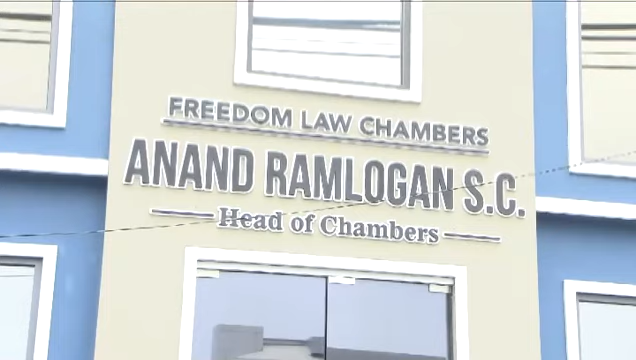 FREEDOM LAW CHAMBERS
ANAND RAMLOGAN S.C.
Head of Chambers